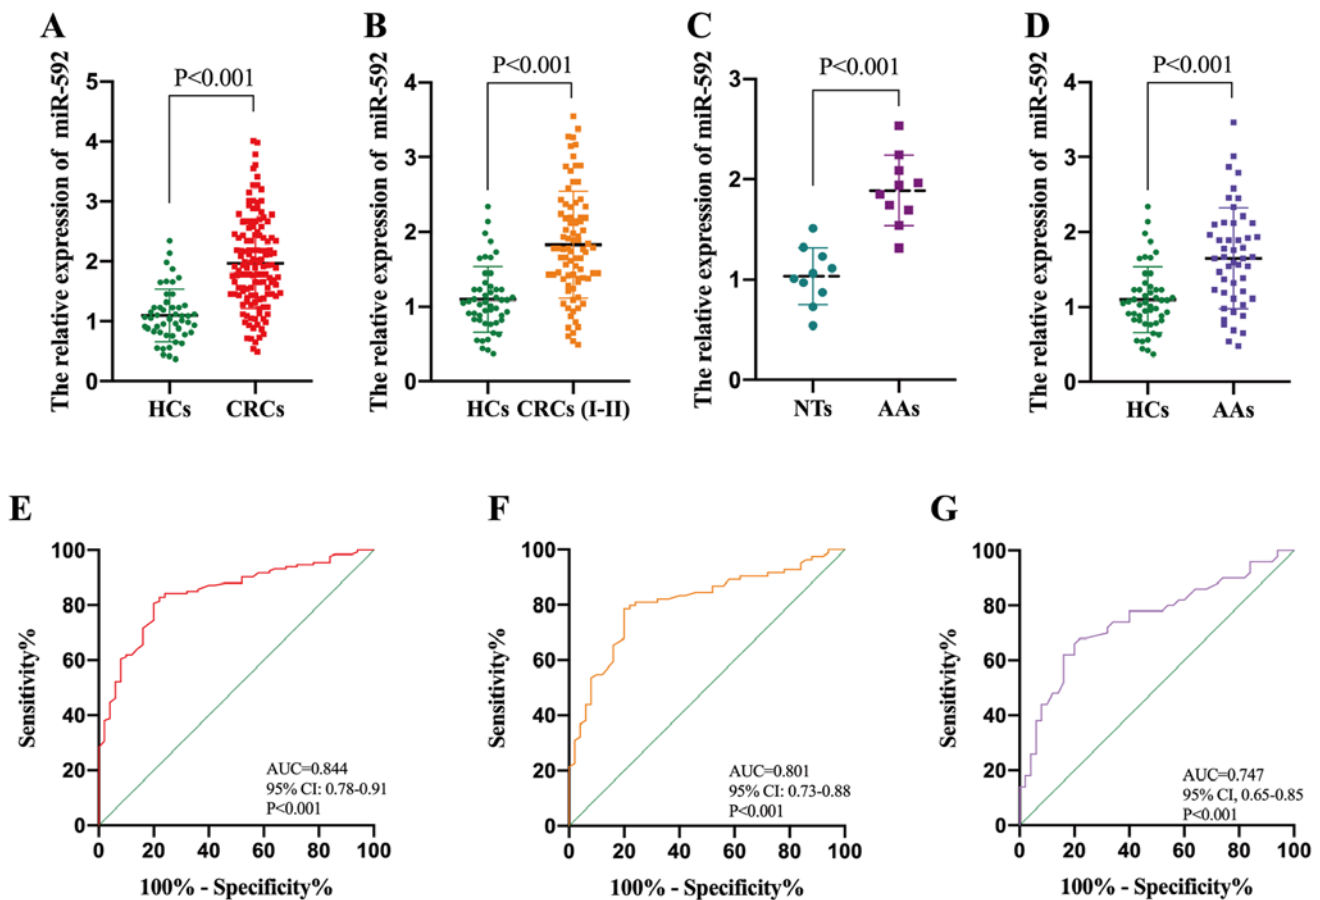 A
The relative expression of miR-592
P<0.001
5
4
3
2
1
0
HCs
CRCs
B
The relative expression of miR-592
P<0.001
4
3
2
1
0
HCs
CRCs (I-II)
C
The relative expression of miR-592
P<0.001
3
2
1
0
NTs
AAs
D
The relative expression of miR-592
P<0.001
4
3
2
1
0
HCs
AAs
E
Sensitivity%
100
80
60
40
20
0
AUC=0.844
95% CI: 0.78-0.91
P<0.001
0 20 40 60 80 100
100% - Specificity%
F
Sensitivity%
100
80
60
40
20
0
AUC=0.801
95% CI: 0.73-0.88
P<0.001
0 20 40 60 80 100
100% - Specificity%
G
Sensitivity%
100
80
60
40
20
0
AUC=0.747
95% CI, 0.65-0.85
P<0.001
0 20 40 60 80 100
100% - Specificity%